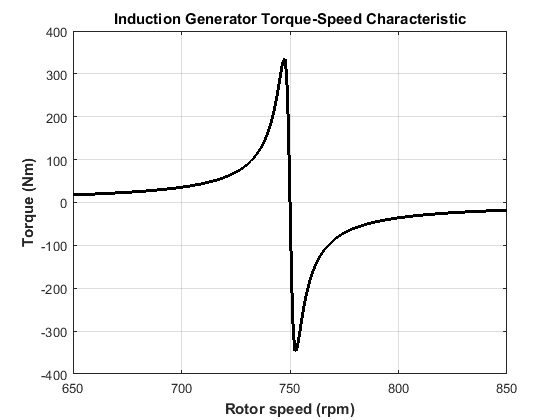 Induction Generator Torque-Speed Characteristic
400
300
200
100
0
-100
-200
-300
-400
Torque (Nm)
650 700 750 800 850
Rotor speed (rpm)